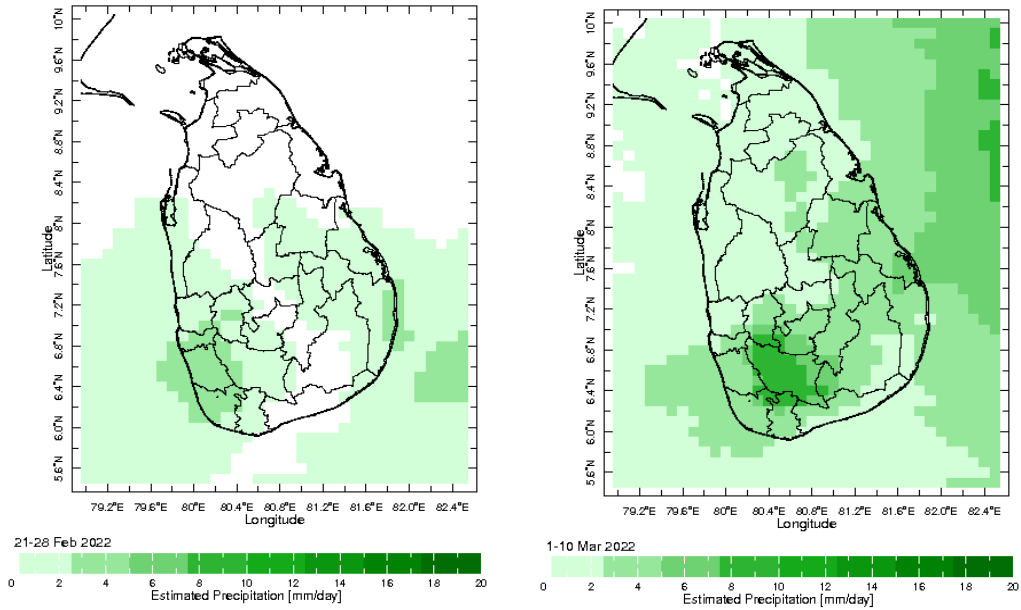 10°N
9.6°N
9.2°N
8.8°N
8.4°N
8°N
7.6°N
7.2°N
6.8°N
6.4°N
6.0°N
5.6°N
Latitude
79.2°E 79.6°E 80°E 80.4°E 80.8°E 81.2°E 81.6°E 82.0°E 82.4°E
Longitude
21-28 Feb 2022
0 2 4 6 8 10 12 14 16 18 20
Estimated Precipitation [mm/day]
10°N
9.6°N
9.2°N
8.8°N
8.4°N
8°N
7.6°N
7.2°N
6.8°N
6.4°N
6.0°N
5.6°N
Latitude
79.2°E 79.6°E 80°E 80.4°E 80.8°E 81.2°E 81.6°E 82.0°E 82.4°E
Longitude
1-10 Mar 2022
0 2 4 6 8 10 12 14 16 18 20
Estimated Precipitation [mm/day]